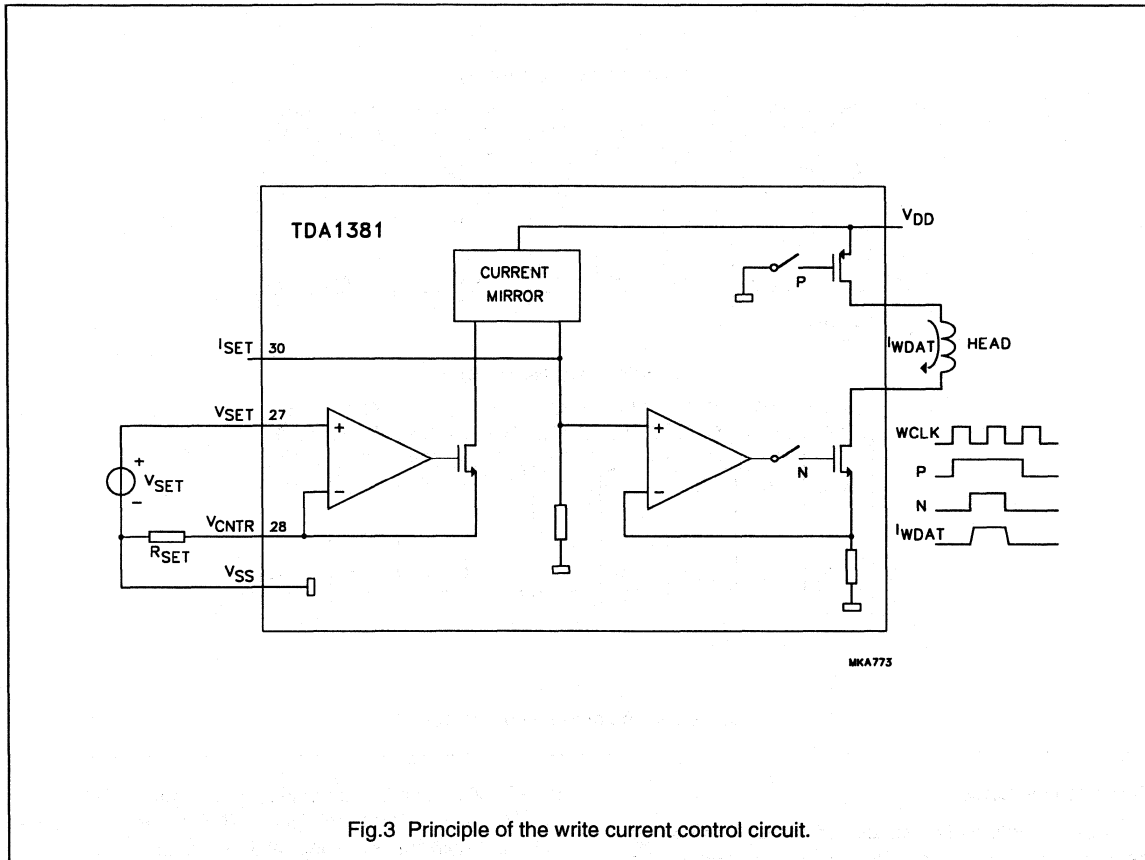 TDA1381
VDD
CURRENT
MIRROR
P
ISET 30
IWDAT
HEAD
VSET 27
+
+
+
VSET
-
-
-
N
WCLK
P
N
IWDAT
VCNTR 28
RSET
VSS
MKA773
Fig.3 Principle of the write current control circuit.